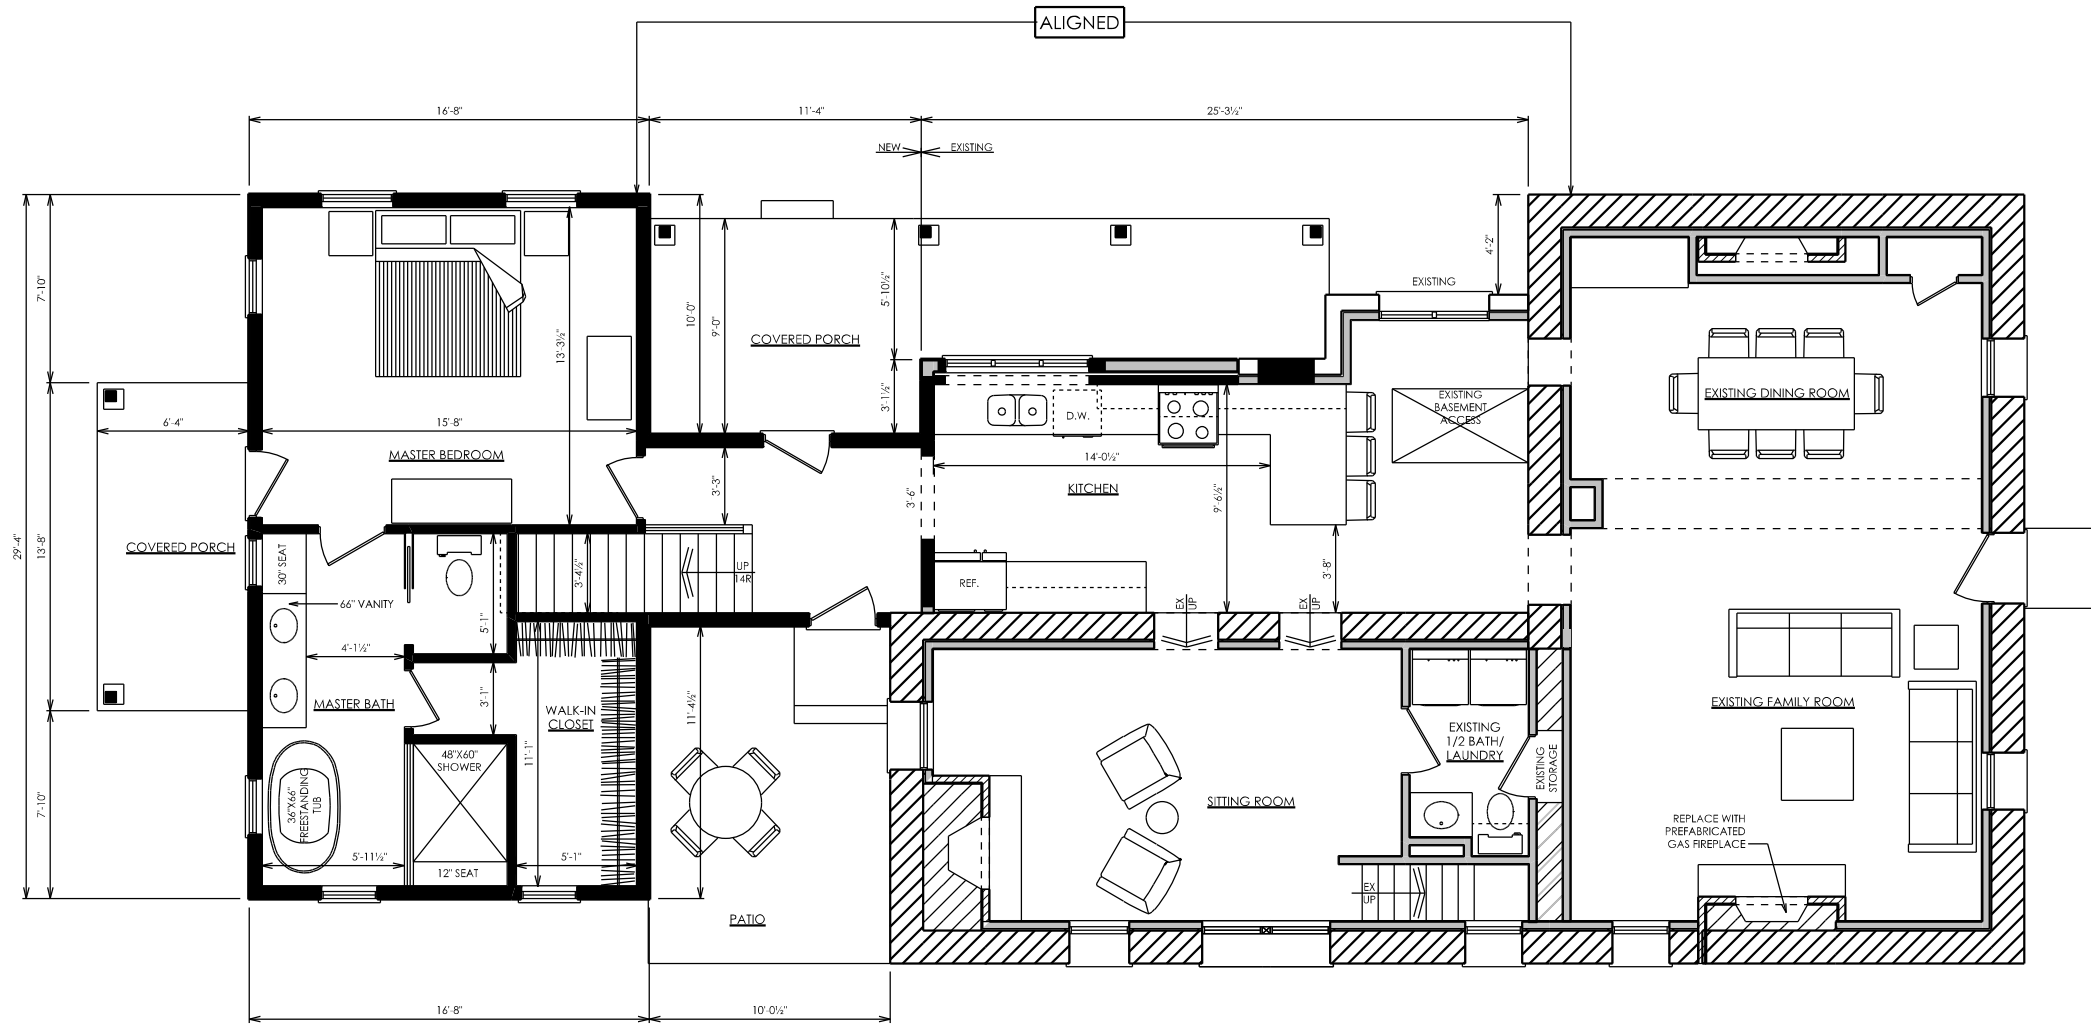 ALIGNED
16'-8"
11'-4"
25'-3½"
NEW
EXISTING
7'-10"
13'-8"
29'-4"
7'-10"
6'-4"
COVERED PORCH
13'-3½"
15'-8"
MASTER BEDROOM
10'-0"
9'-0"
5'-10½"
3'-1½"
COVERED PORCH
4'-2"
EXISTING
3'-3"
3'-6"
UP
14R
3'-4½"
D.W.
14'-0½"
KITCHEN
9'-6½"
3'-8"
REF.
EXISTING
BASEMENT
ACCESS
EXISTING DINING ROOM
30" SEAT
66" VANITY
4'-1½"
5'-1"
3'-1"
MASTER BATH
WALK-IN
CLOSET
11'-1"
48"X60"
SHOWER
36"X66"
FREESTANDING
TUB
5'-11½"
12" SEAT
5'-1"
11'-4½"
PATIO
EX
UP
EX
UP
SITTING ROOM
EXISTING
1/2 BATH/
LAUNDRY
EXISTING
STORAGE
EX
UP
EXISTING FAMILY ROOM
REPLACE WITH
PREFABRICATED
GAS FIREPLACE
16'-8"
10'-0½"